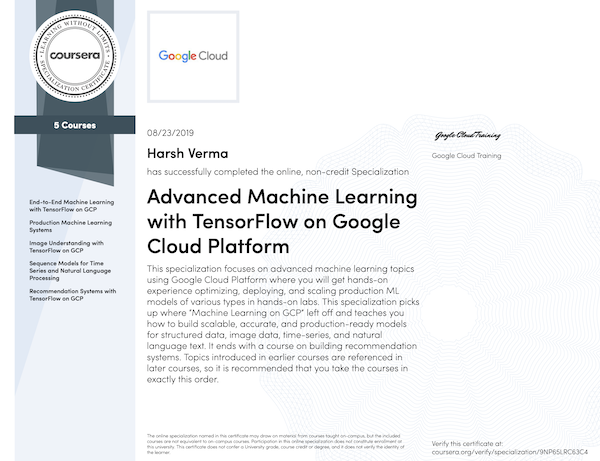 LEARNING WITHOUT LIMITS
coursera
SPECIALIZATION CERTIFICATE
Google Cloud
5 Courses
End-to-End Machine Learning
with TensorFlow on GCP
Production Machine Learning
Systems
Image Understanding with
TensorFlow on GCP
Sequence Models for Time
Series and Natural Language
Processing
Recommendation Systems with
TensorFlow on GCP
08/23/2019
Harsh Verma
has successfully completed the online, non-credit Specialization
Advanced Machine Learning
with TensorFlow on Google
Cloud Platform
This specialization focuses on advanced machine learning topics
using Google Cloud Platform where you will get hands-on
experience optimizing, deploying, and scaling production ML
models of various types in hands-on labs. This specialization picks
up where "Machine Learning on GCP" left off and teaches you
how to build scalable, accurate, and production-ready models
for structured data, image data, time-series, and natural
language text. It ends with a course on building recommendation
systems. Topics introduced in earlier courses are referenced in
later courses, so it is recommended that you take the courses in
exactly this order.
Google Cloud Training
Google Cloud Training
The online specialization named in this certificate may draw on material from courses taught on campus, but the included
courses are not equivalent to on-campus courses. Participation in this online specialization does not constitute enrollment at
this university. This certificate does not confer a University grade, course credit or degree, and it does not verify the identity of
the learner.
Verify this certificate at:
coursera.org/verify/specialization/9NP65LRC63C4